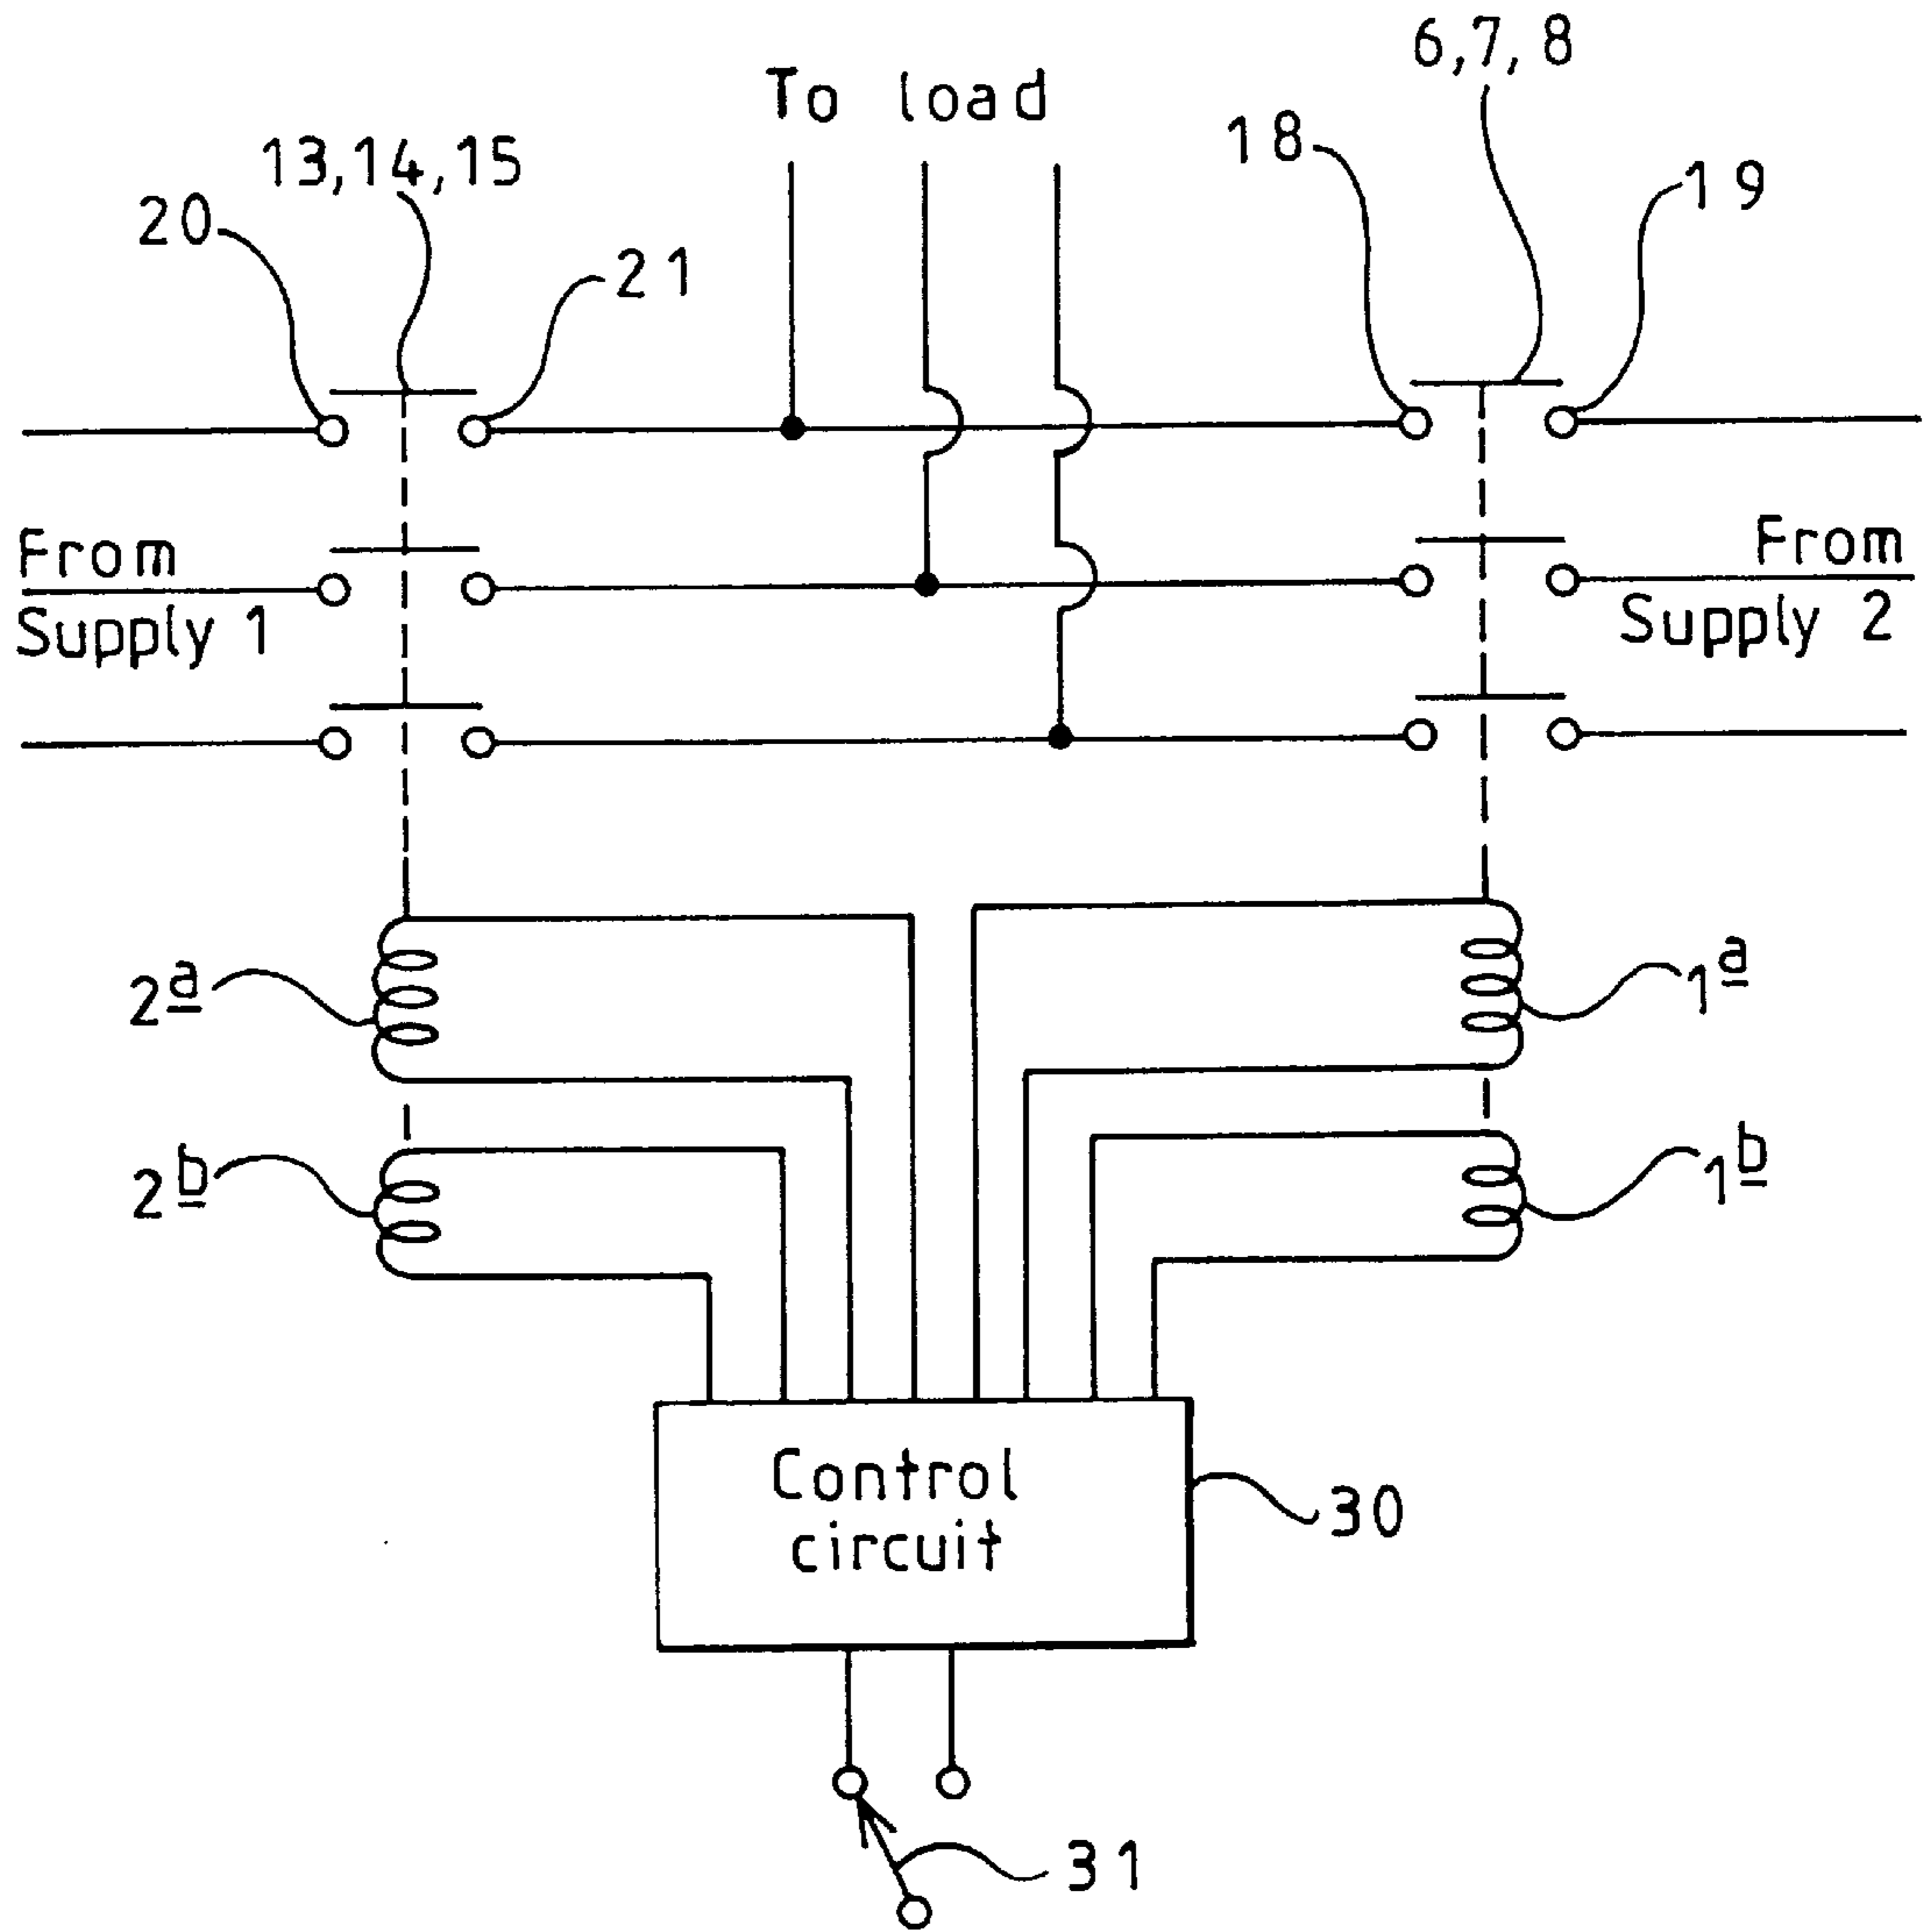 6,7,8
To load
18
13,14,15
19
20
21
From
Supply 1
From
Supply 2
2a
1a
2b
1b
Control
circuit
30
31